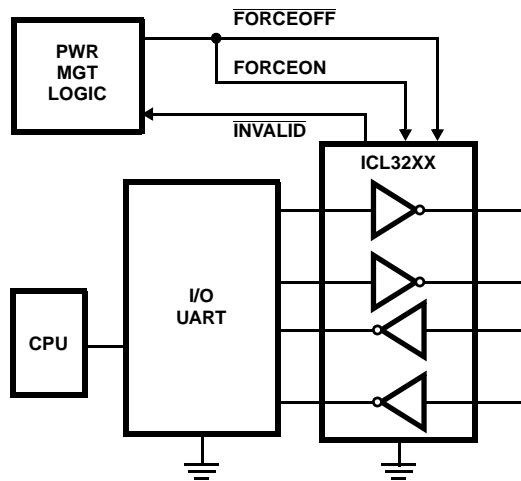 FORCEOFF
PWR
MGT
LOGIC
FORCEON
INVALID
ICL32XX
I/O
UART
CPU